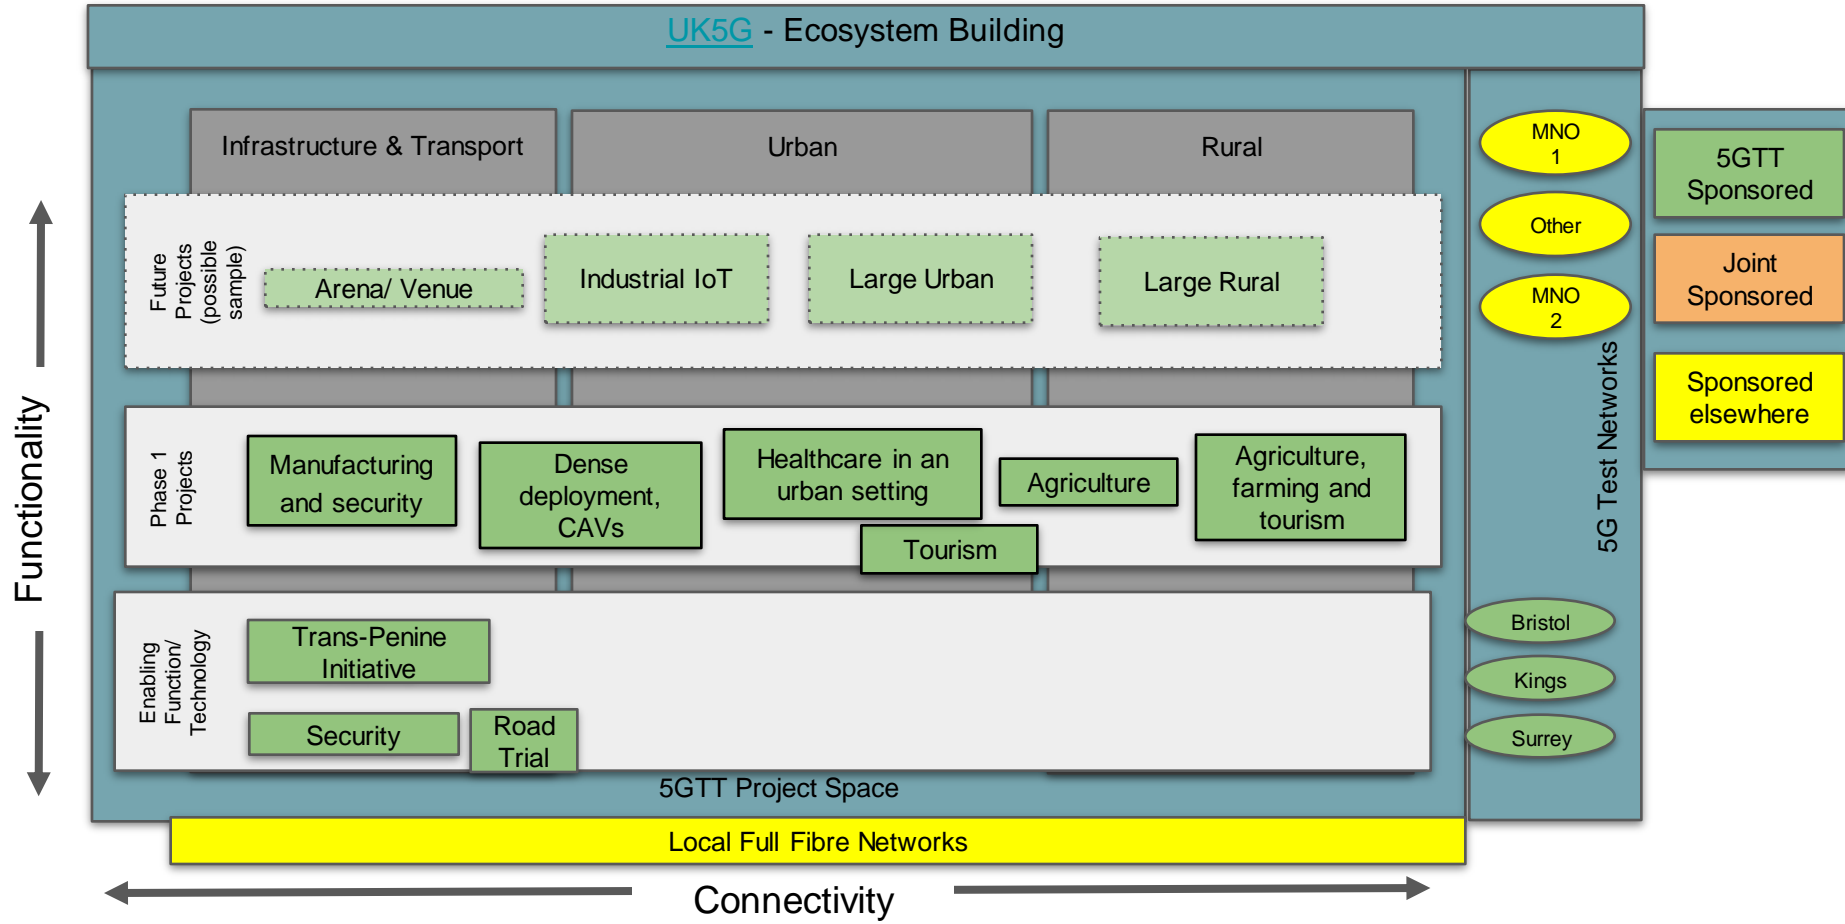 UK5G - Ecosystem Building
Infrastructure & Transport
Urban
Rural
MNO
1
Other
MNO
2
5GTT
Sponsored
Joint
Sponsored
Sponsored
elsewhere
Functionality
Future
Projects
(possible
sample)
Arena/ Venue
Industrial IoT
Large Urban
Large Rural
5G Test Networks
Phase 1
Projects
Manufacturing
and security
Dense
deployment,
CAVs
Healthcare in an
urban setting
Tourism
Agriculture
Agriculture,
farming and
tourism
Enabling
Function/
Technology
Trans-Penine
Initiative
Security
Road
Trial
Bristol
Kings
Surrey
5GTT Project Space
Local Full Fibre Networks
Connectivity